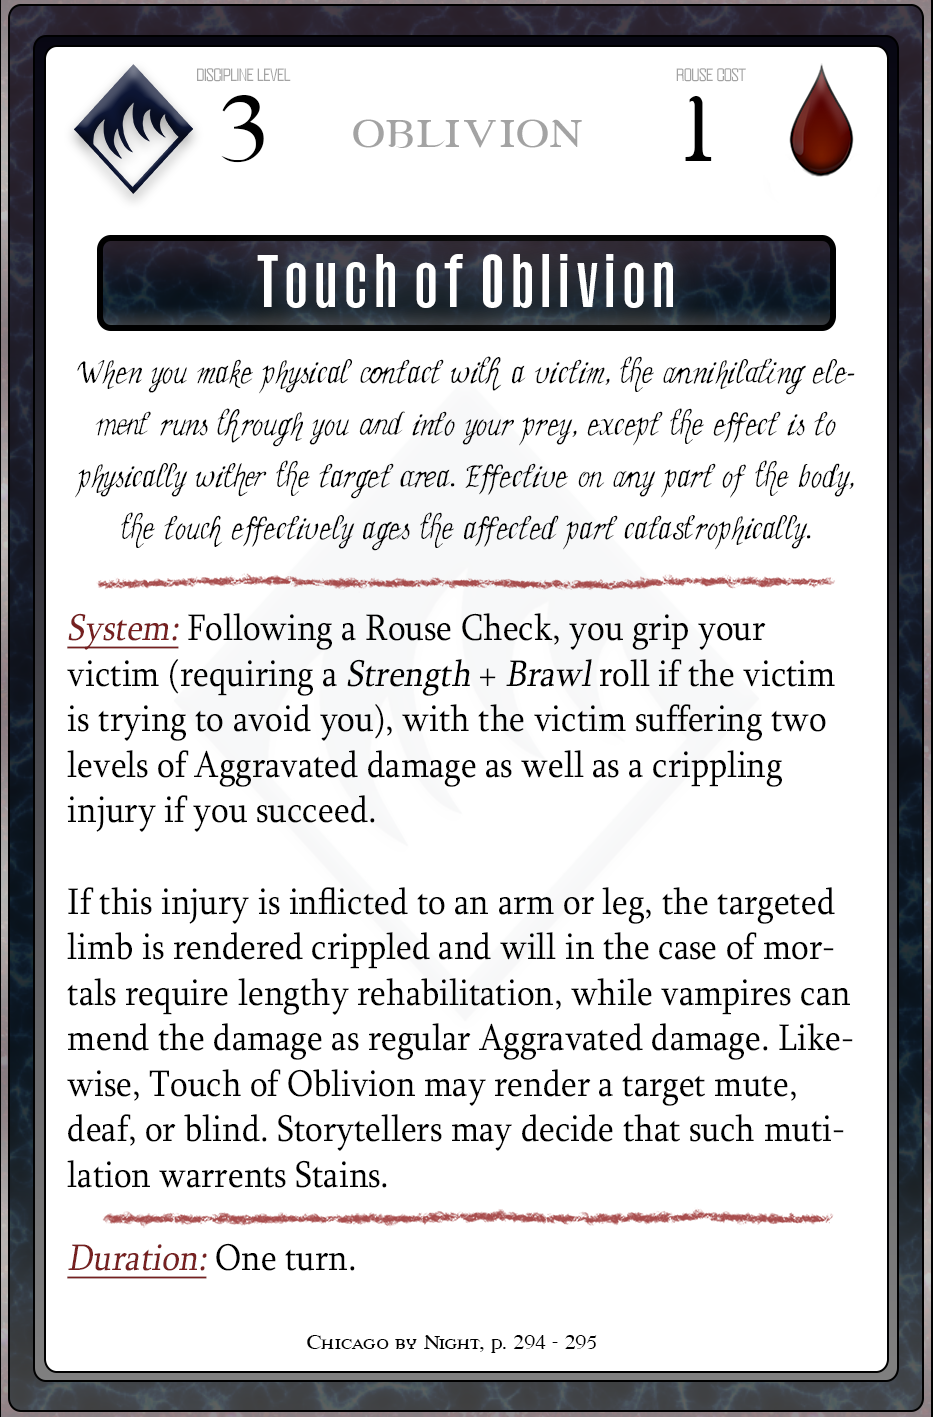 DISCIPLINE LEVEL
3
OBLIVION
ROUSE COST
1
Touch of Oblivion
When you make physical contact with a victim, the annihilating ele-
ment runs through you and into your prey, except the effect is to
physically wither the target area. Effective on any part of the body,
the touch effectively ages the affected part catastrophically.
System: Following a Rouse Check, you grip your
victim (requiring a Strength + Brawl roll if the victim
is trying to avoid you), with the victim suffering two
levels of Aggravated damage as well as a crippling
injury if you succeed.
If this injury is inflicted to an arm or leg, the targeted
limb is rendered crippled and will in the case of mor-
tals require lengthy rehabilitation, while vampires can
mend the damage as regular Aggravated damage. Like-
wise, Touch of Oblivion may render a target mute,
deaf, or blind. Storytellers may decide that such muti-
lation warrents Stains.
Duration: One turn.
Chicago by Night, p. 294 - 295